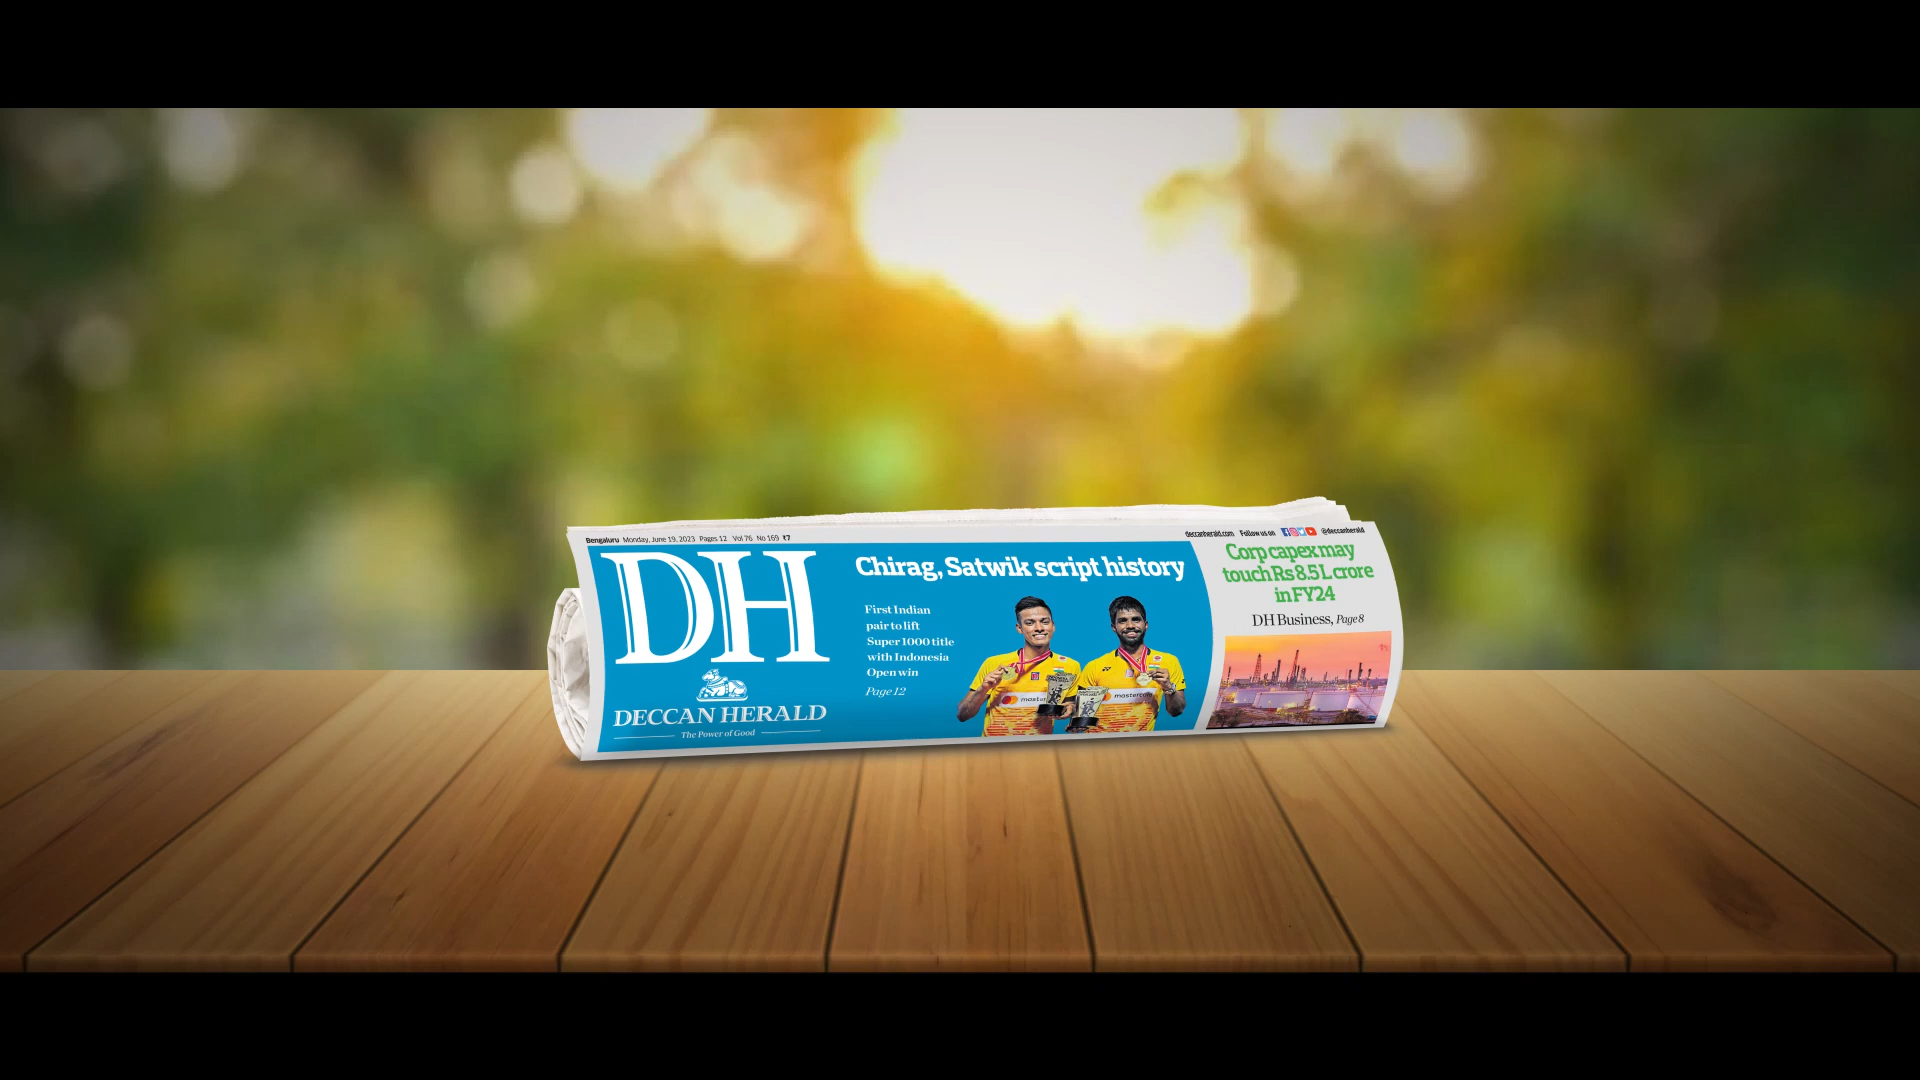 Bengaluru Monday, June 19, 2023 Pages 12 Vol 76 No 169 ₹7
deccanherald.com Follow us on @deccanherald
DH
DECCAN HERALD
The Power of Good
Chirag, Satwik script history
First Indian
pair to lift
Super 1000 title
with Indonesia
Open win
Page 12
mastercard
Corp capex may
touch Rs 8.5 L crore
in FY24
DH Business, Page 8